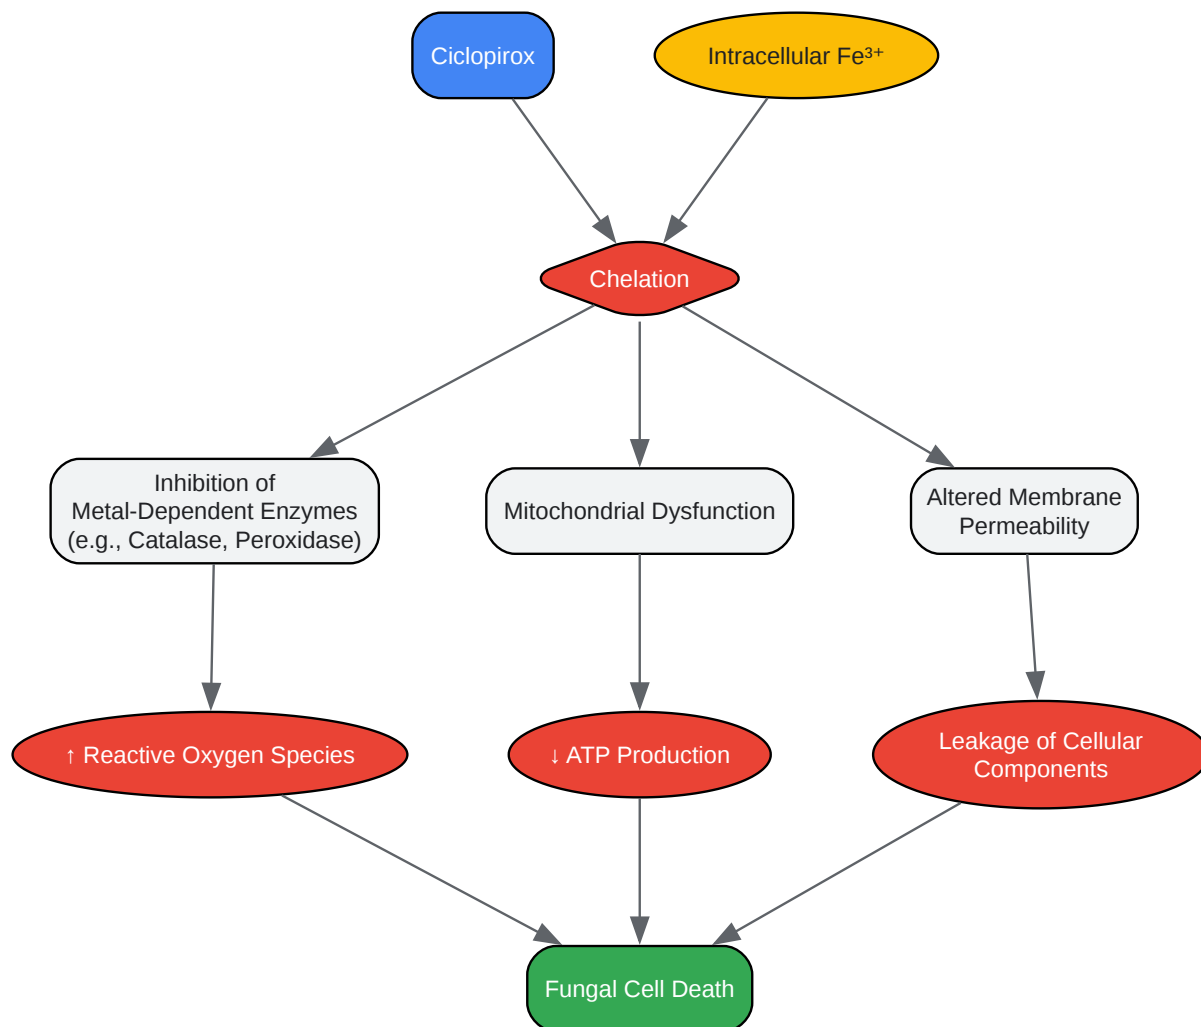 Ciclopirox
Intracellular Fe³⁺
Chelation
Inhibition of
Metal-Dependent Enzymes
(e.g., Catalase, Peroxidase)
Mitochondrial Dysfunction
Altered Membrane
Permeability
↑ Reactive Oxygen Species
↓ ATP Production
Leakage of Cellular
Components
Fungal Cell Death